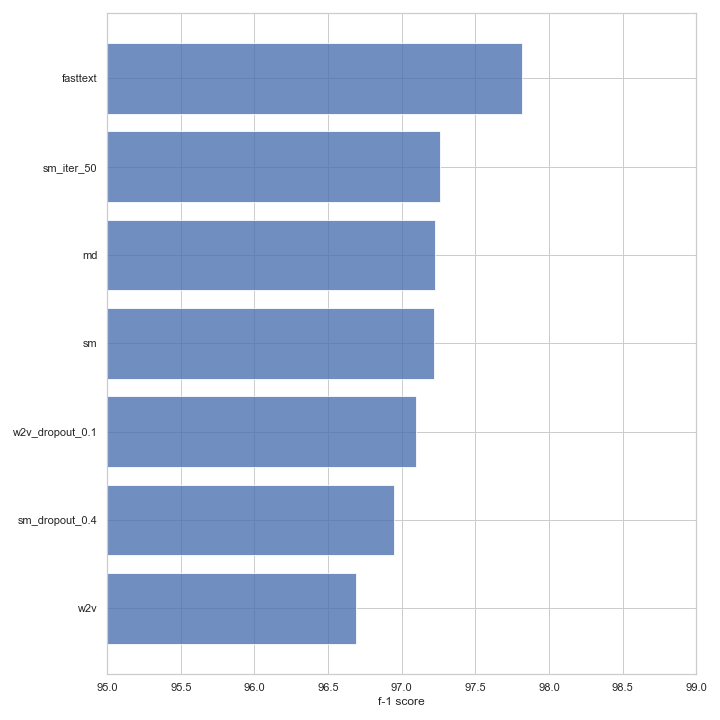 fasttext
sm_iter_50
md
sm
w2v_dropout_0.1
sm_dropout_0.4
w2v
95.0 95.5 96.0 96.5 97.0 97.5 98.0 98.5 99.0
f-1 score